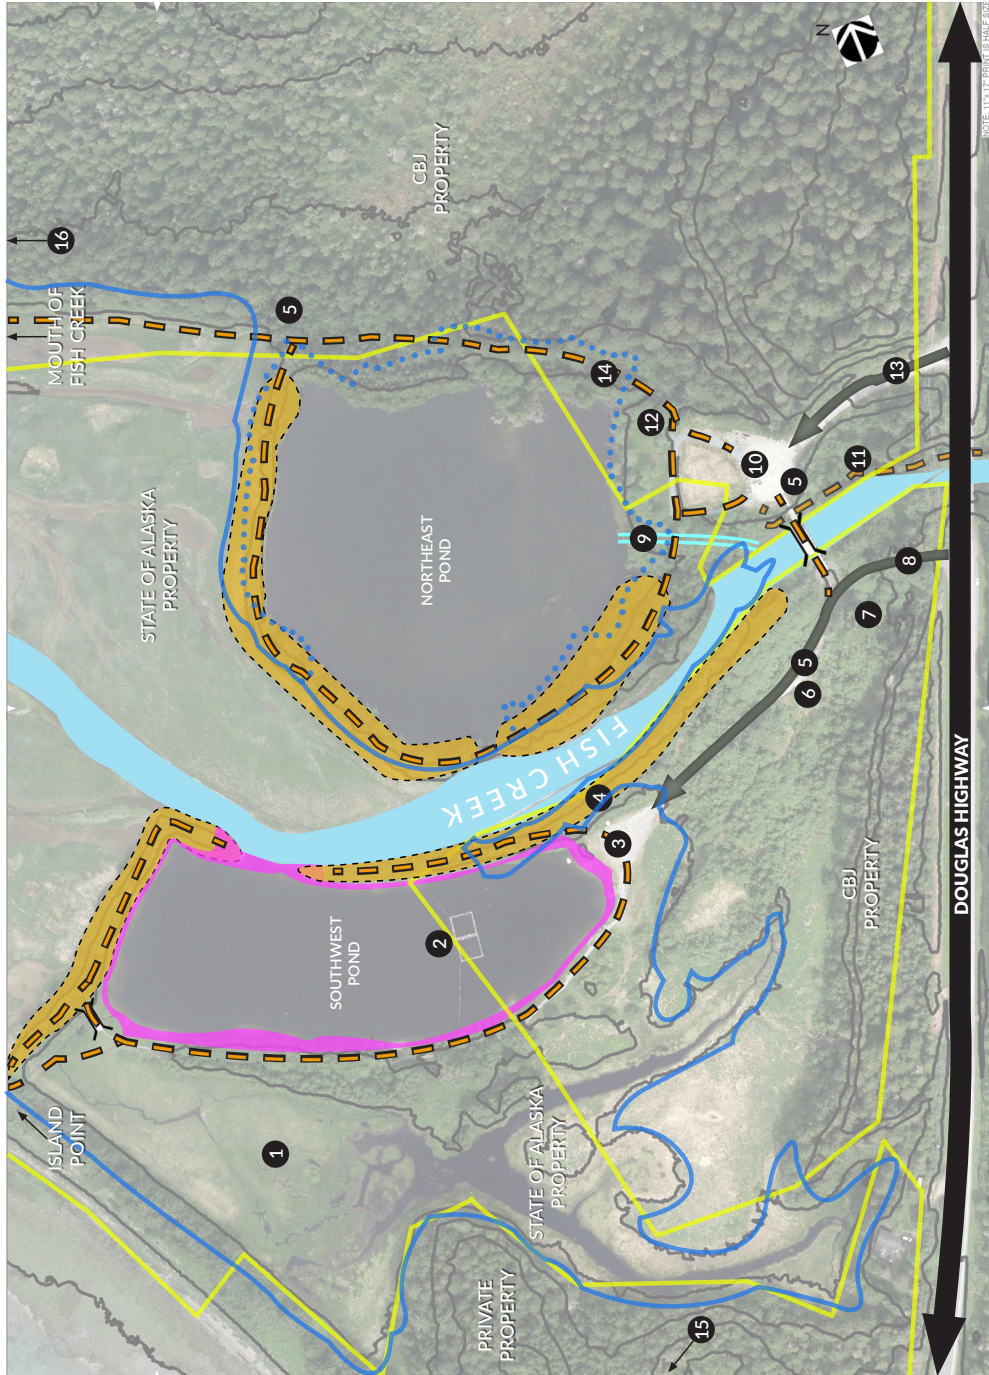 ISLAND
POINT
MOUTH OF
FISH CREEK
16
STATE OF ALASKA
PROPERTY
1
5
SOUTHWEST
POND
NORTHEAST
POND
CBJ
PROPERTY
2
PRIVATE
PROPERTY
STATE OF ALASKA
PROPERTY
FISH CREEK
4
14
3
9
12
15
10
5
5
6
N
11
CBJ
PROPERTY
7
13
8
DOUGLAS HIGHWAY
NOTE: 11"x 17" PRINT IS HALF SIZE